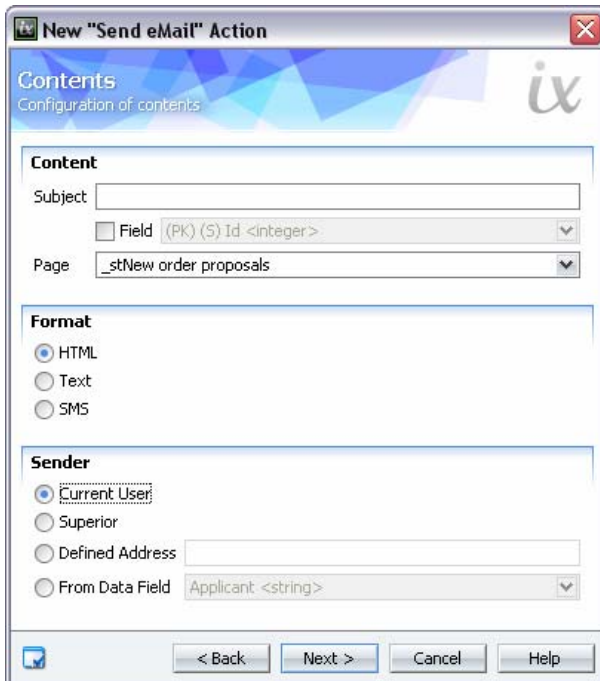 ix New "Send eMail" Action
Contents
Configuration of contents
ix
Content
Subject
Field (PK) (S) Id <integer>
Page _stNew order proposals
Format
HTML
Text
SMS
Sender
Current User
Superior
Defined Address
From Data Field Applicant <string>
< Back Next > Cancel Help